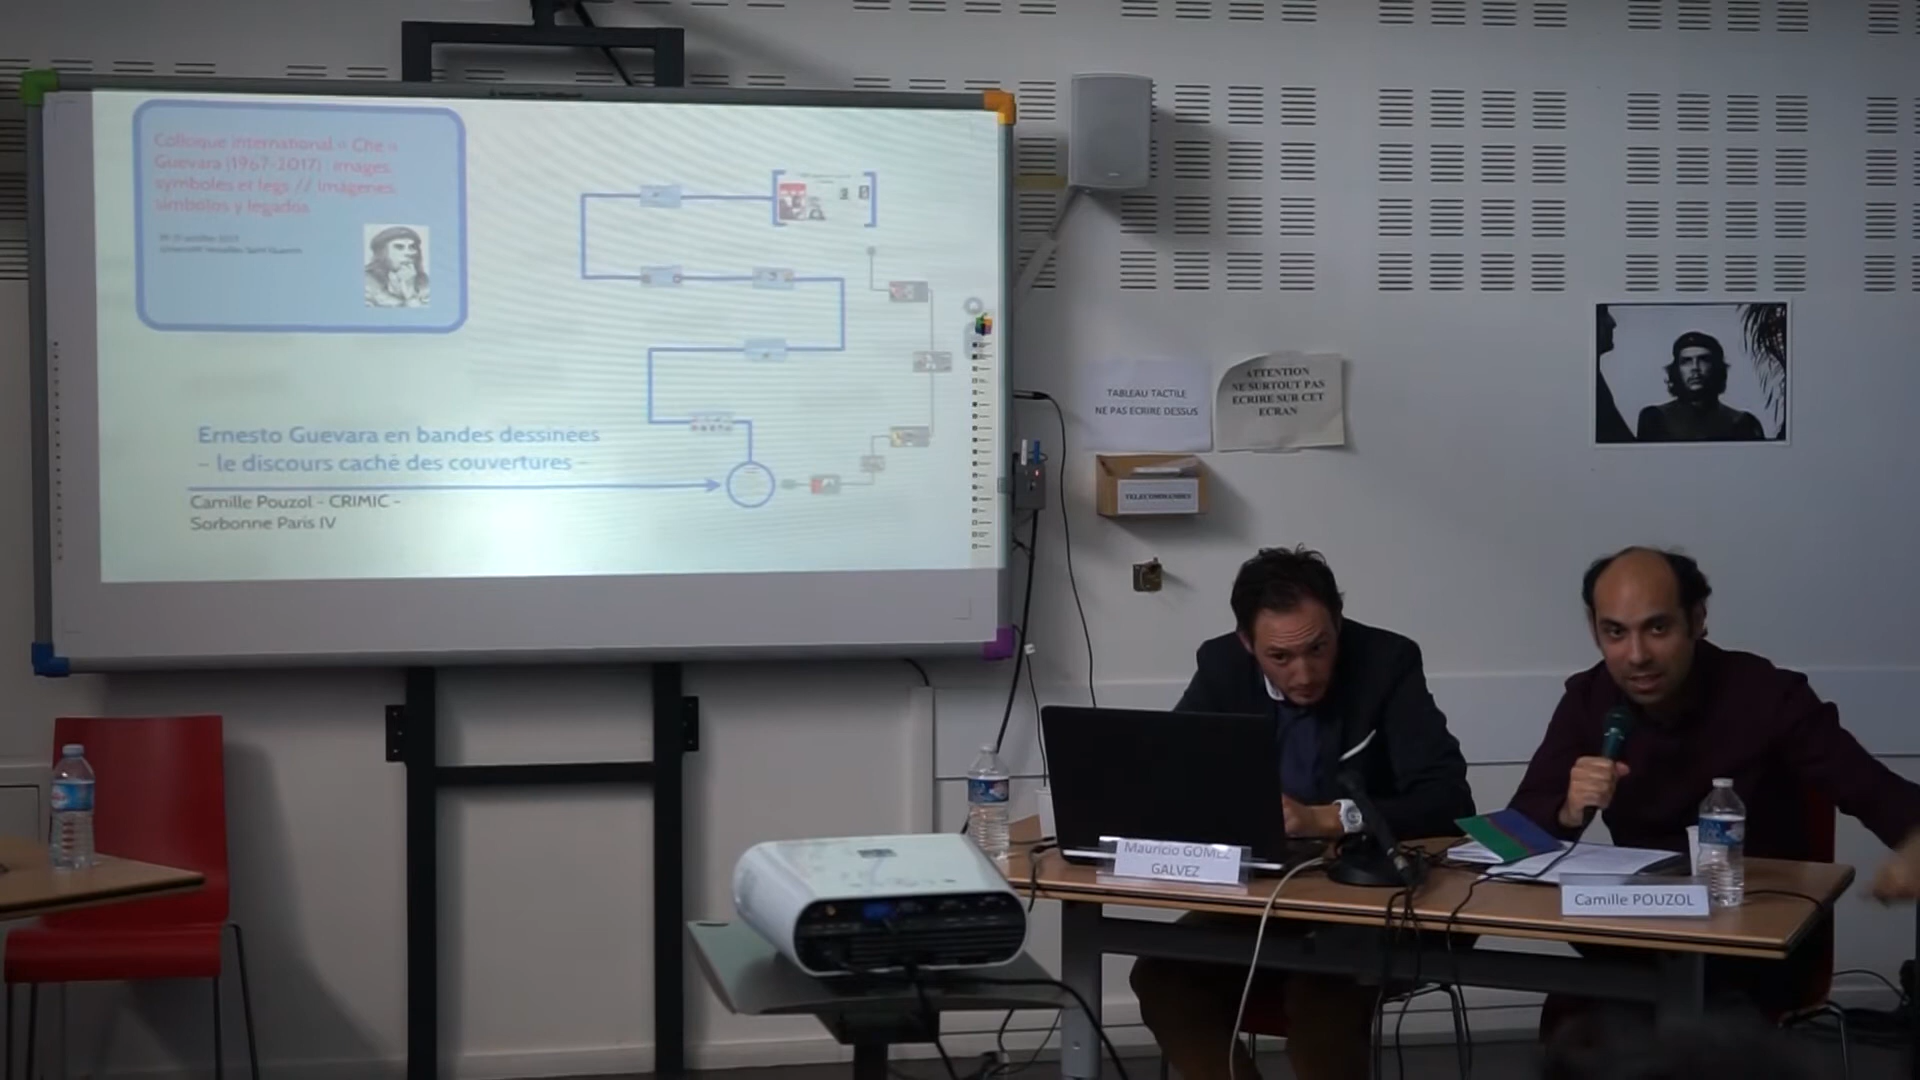 Colloque international « Che »
Guevara (1967-2017) : images,
symboles et legs // Imágenes,
símbolos y legados
Ernesto Guevara en bandes dessinées
- le discours caché des couvertures -
Camille Pouzol - CRIMIC -
Sorbonne Paris IV
TABLEAU TACTILE
NE PAS ECRIRE DESSUS
ATTENTION
NE SURTOUT PAS
ECRIRE SUR CET
ECRAN
TELECOMMANDES
Mauricio GOMEZ
GALVEZ
Camille POUZOL